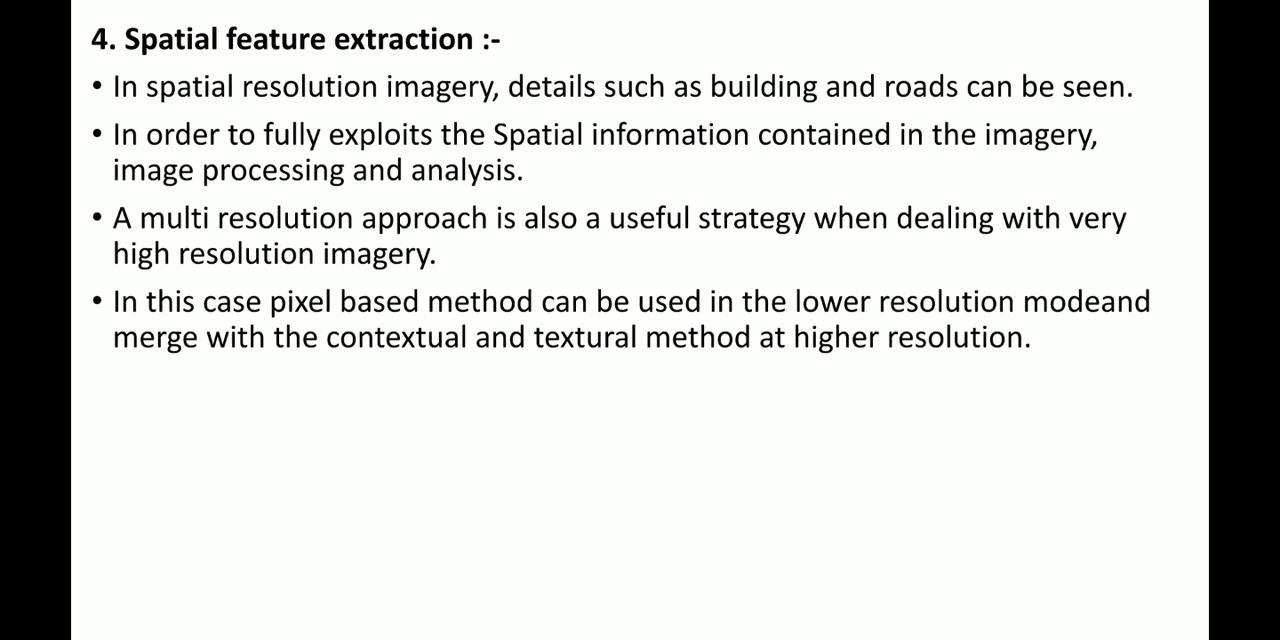 4. Spatial feature extraction :-
• In spatial resolution imagery, details such as building and roads can be seen.
• In order to fully exploits the Spatial information contained in the imagery,
image processing and analysis.
• A multi resolution approach is also a useful strategy when dealing with very
high resolution imagery.
• In this case pixel based method can be used in the lower resolution modeand
merge with the contextual and textural method at higher resolution.